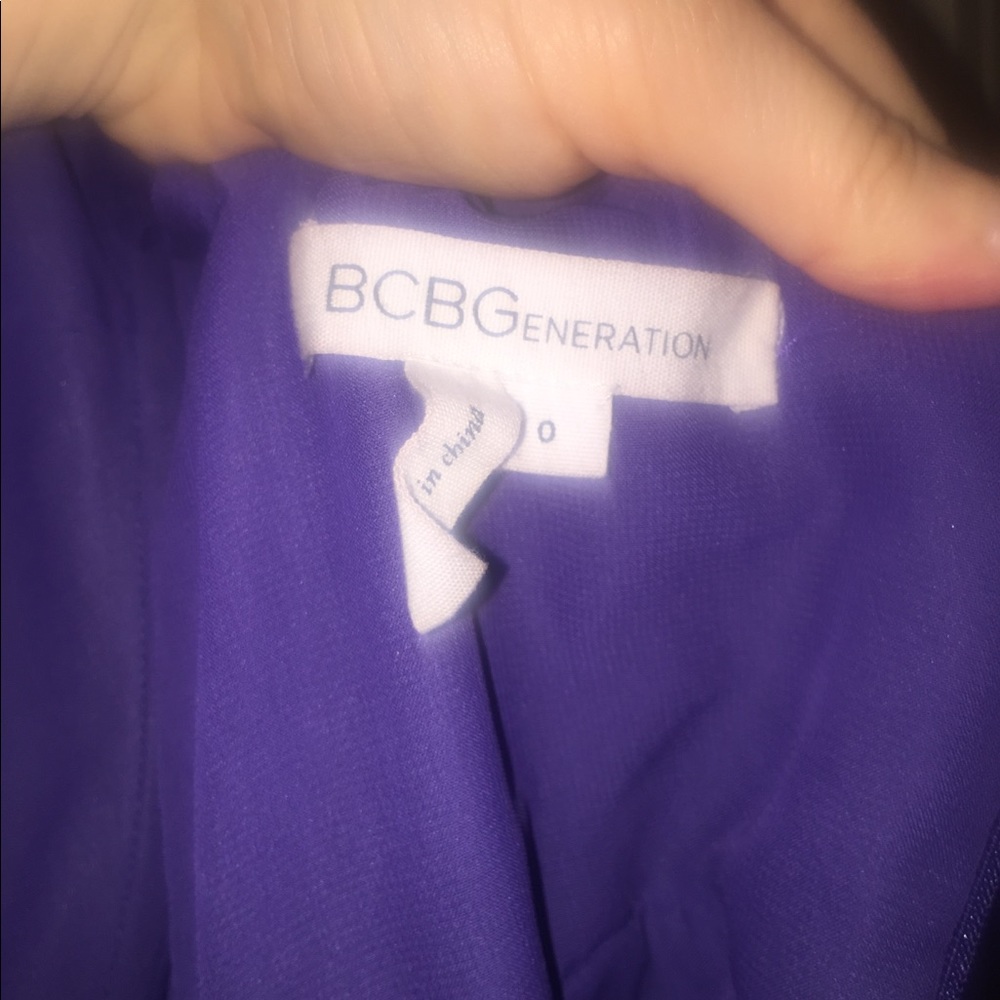 BCBGENERATION
0
in china